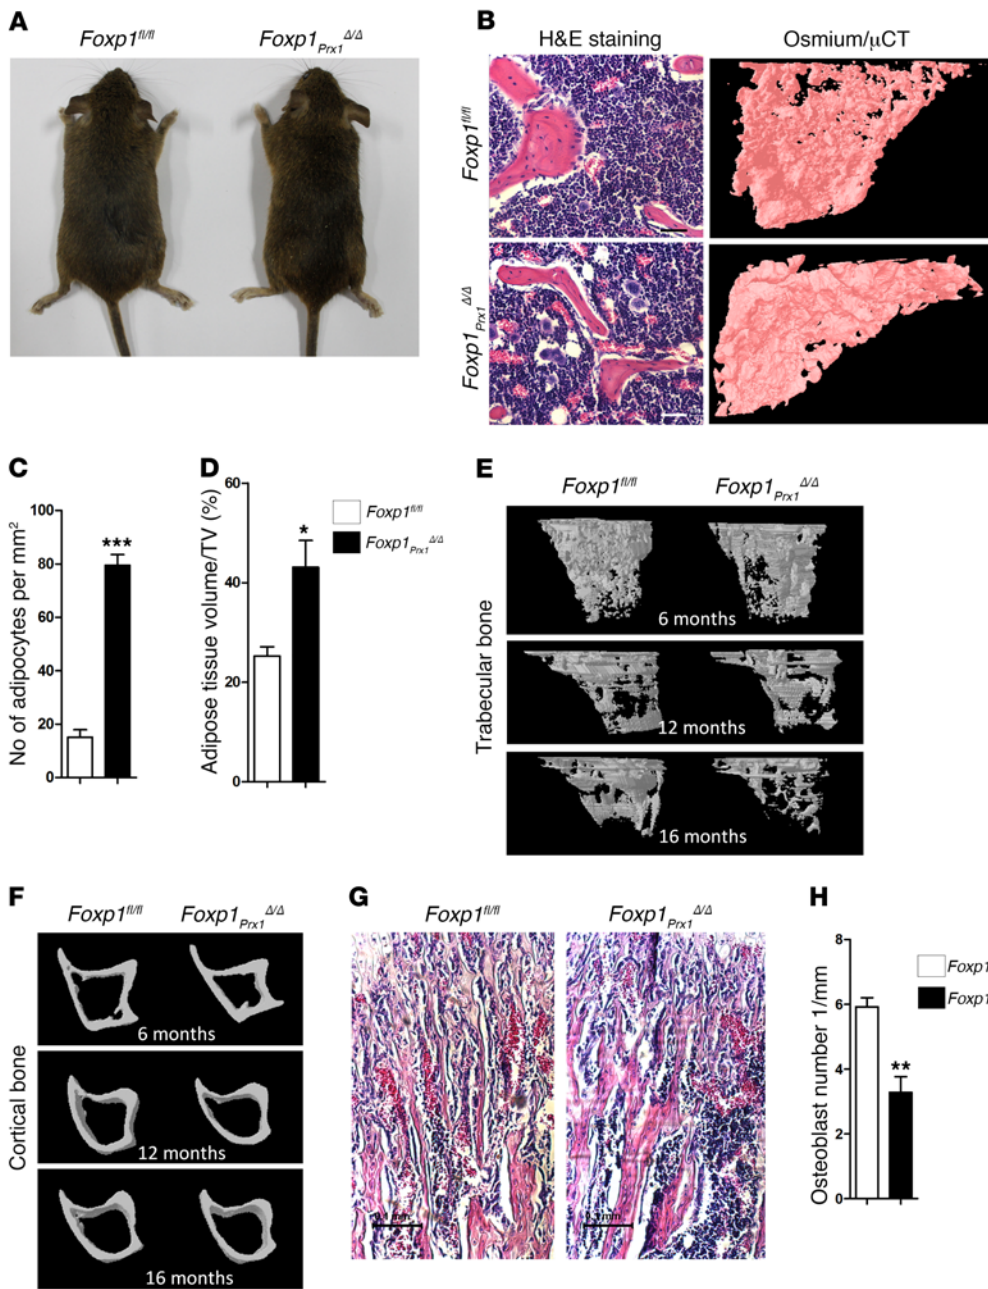 A
Foxp1fl/fl
Foxp1Prx1Δ/Δ
B
H&E staining
Osmium/μCT
Foxp1fl/fl
Foxp1Prx1Δ/Δ
C
No of adipocytes per mm2
100
80
60
40
20
0
***
D
Adipose tissue volume/TV (%)
60
40
20
0
*
Foxp1fl/fl
Foxp1Prx1Δ/Δ
E
Foxp1fl/fl
Foxp1Prx1Δ/Δ
Trabecular bone
6 months
12 months
16 months
F
Foxp1fl/fl
Foxp1Prx1Δ/Δ
Cortical bone
6 months
12 months
16 months
G
Foxp1fl/fl
Foxp1Prx1Δ/Δ
0.1 mm
H
Osteoblast number 1/mm
8
6
4
2
0
**
Foxp1
Foxp1